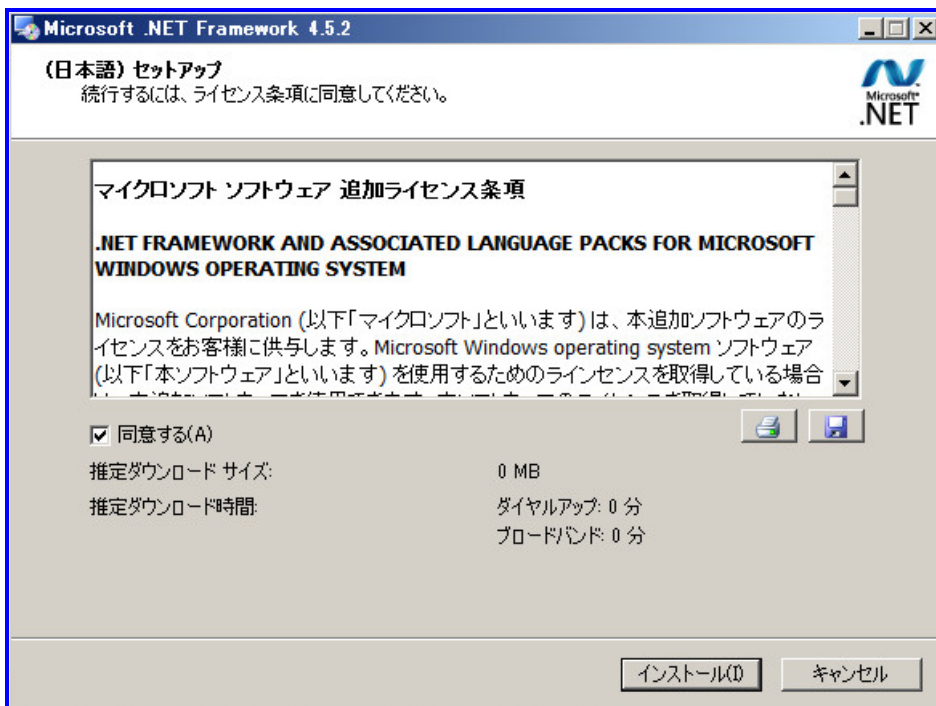 Microsoft .NET Framework 4.5.2
(日本語) セットアップ
続行するには、ライセンス条項に同意してください。
Microsoft
.NET
マイクロソフト ソフトウェア 追加ライセンス条項
.NET FRAMEWORK AND ASSOCIATED LANGUAGE PACKS FOR MICROSOFT
WINDOWS OPERATING SYSTEM
Microsoft Corporation (以下「マイクロソフト」といいます) は、本追加ソフトウェアのラ
イセンスをお客様に供与します。Microsoft Windows operating system ソフトウェア
(以下「本ソフトウェア」といいます) を使用するためのラインセンスを取得している場合
同意する(A)
推定ダウンロード サイズ: 0 MB
推定ダウンロード時間: ダイヤルアップ: 0 分
ブロードバンド: 0 分
インストール(I)
キャンセル